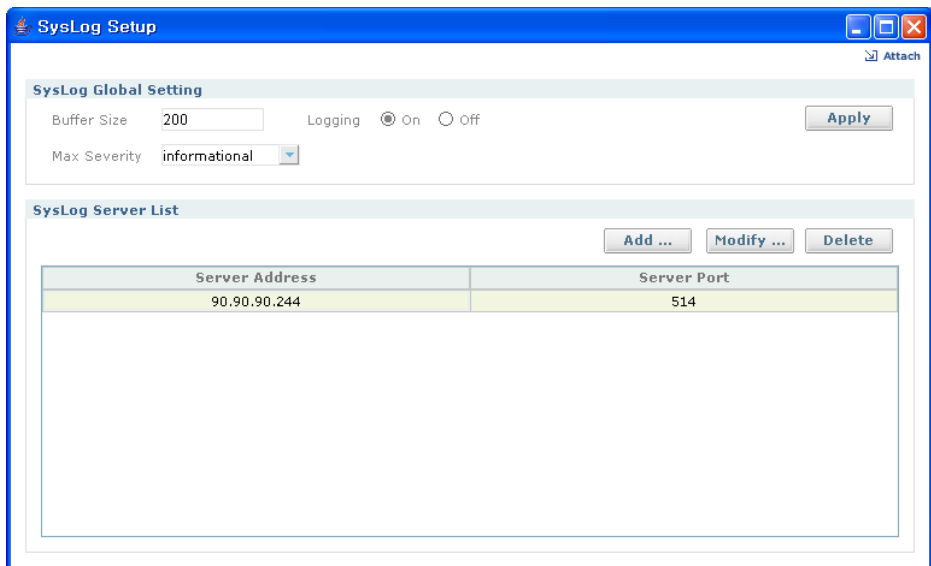 SysLog Setup
Attach
SysLog Global Setting
Buffer Size 200 Logging On Off Apply
Max Severity informational
SysLog Server List
Add ... Modify ... Delete
Server Address Server Port
90.90.90.244 514